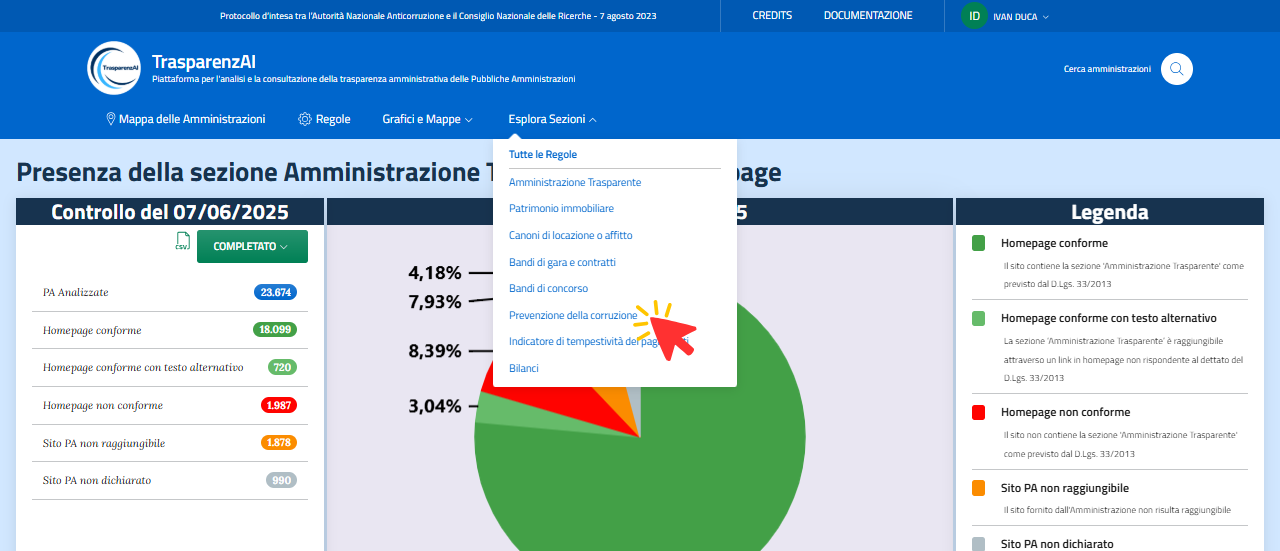 Protocollo d'intesa tra l'Autorità Nazionale Anticorruzione e il Consiglio Nazionale delle Ricerche - 7 agosto 2023
CREDITS
DOCUMENTAZIONE
ID
IVAN DUCA
TrasparenzAI
TrasparenzAI
Piattaforma per l'analisi e la consultazione della trasparenza amministrativa delle Pubbliche Amministrazioni
Cerca amministrazioni
Mappa delle Amministrazioni
Regole
Grafici e Mappe
Esplora Sezioni
Tutte le Regole
Amministrazione Trasparente
Patrimonio immobiliare
Canoni di locazione o affitto
Bandi di gara e contratti
Bandi di concorso
Prevenzione della corruzione
Indicatore di tempestività dei
Bilanci
Presenza della sezione Amministrazione
page
Controllo del 07/06/2025
5
Legenda
CSV
COMPLETATO
PA Analizzate
23.674
Homepage conforme
18.099
Homepage conforme con testo alternativo
720
Homepage non conforme
1.987
Sito PA non raggiungibile
1.878
Sito PA non dichiarato
990
4,18%
7,93%
8,39%
3,04%
Homepage conforme
Il sito contiene la sezione 'Amministrazione Trasparente' come
previsto dal D.Lgs. 33/2013
Homepage conforme con testo alternativo
La sezione 'Amministrazione Trasparente' è raggiungibile
attraverso un link in homepage non rispondente al dettato del
D.Lgs. 33/2013
Homepage non conforme
Il sito non contiene la sezione 'Amministrazione Trasparente'
come previsto dal D.Lgs. 33/2013
Sito PA non raggiungibile
Il sito fornito dall'Amministrazione non risulta raggiungibile
Sito PA non dichiarato